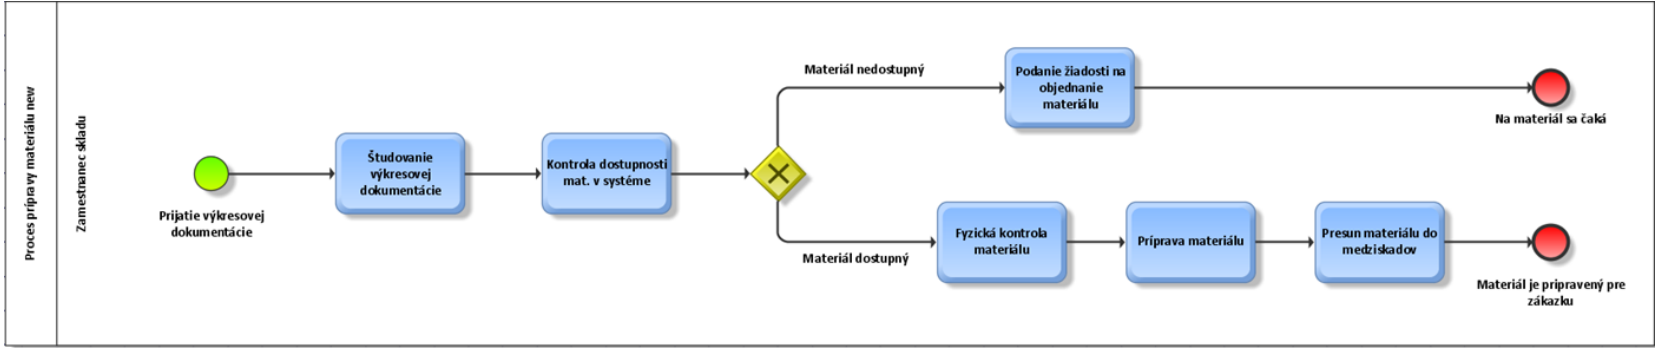 Proces prípravy materiálu new
Zamestnanec skladu
Prijatie výkresovej
dokumentácie
Študovanie
výkresovej
dokumentácie
Kontrola dostupnosti
mat. v systéme
Materiál nedostupný
Podanie žiadosti na
objednanie
materiálu
Na materiál sa čaká
Materiál dostupný
Fyzická kontrola
materiálu
Príprava materiálu
Presun materiálu do
medziskadov
Materiál je pripravený pre
zákazku